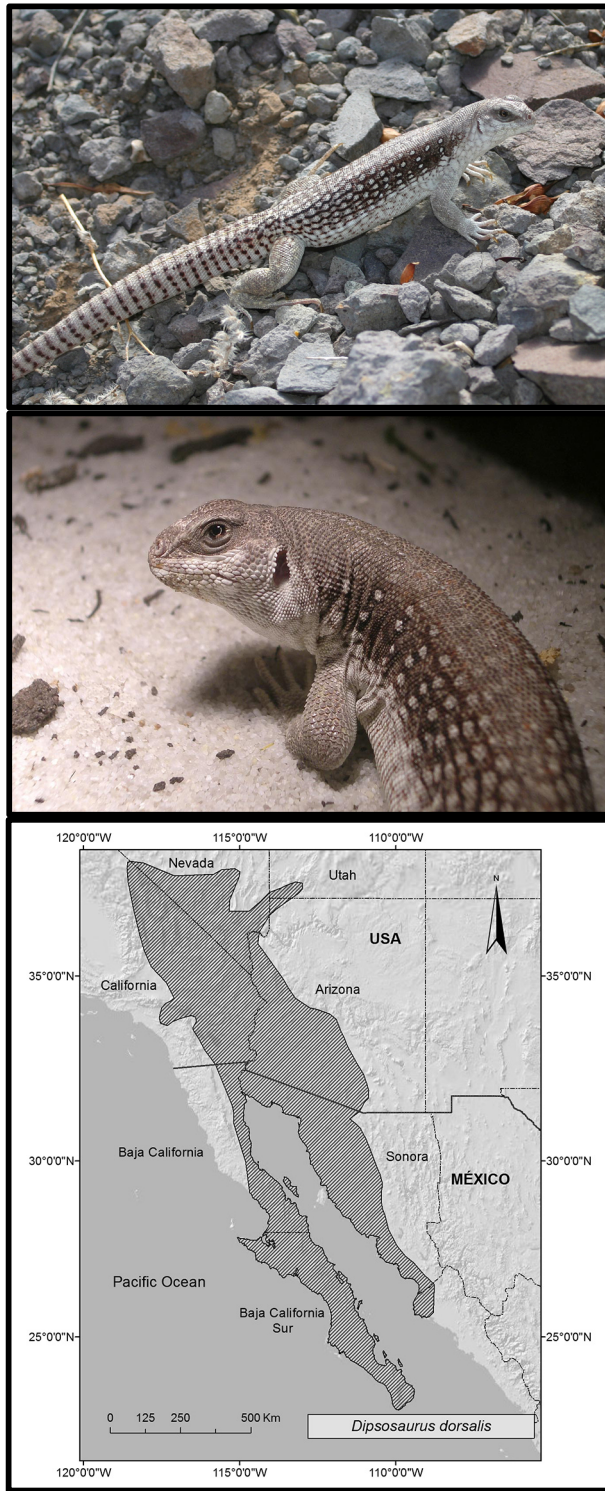 120°0'0"W 115°0'0"W 110°0'0"W
Nevada
Utah
N
USA
35°0'0"N 35°0'0"N
California
Arizona
30°0'0"N 30°0'0"N
Baja California
Sonora
MÉXICO
Pacific Ocean
Baja California
Sur
25°0'0"N 25°0'0"N
0 125 250 500 Km
Dipsosaurus dorsalis
120°0'0"W 115°0'0"W 110°0'0"W